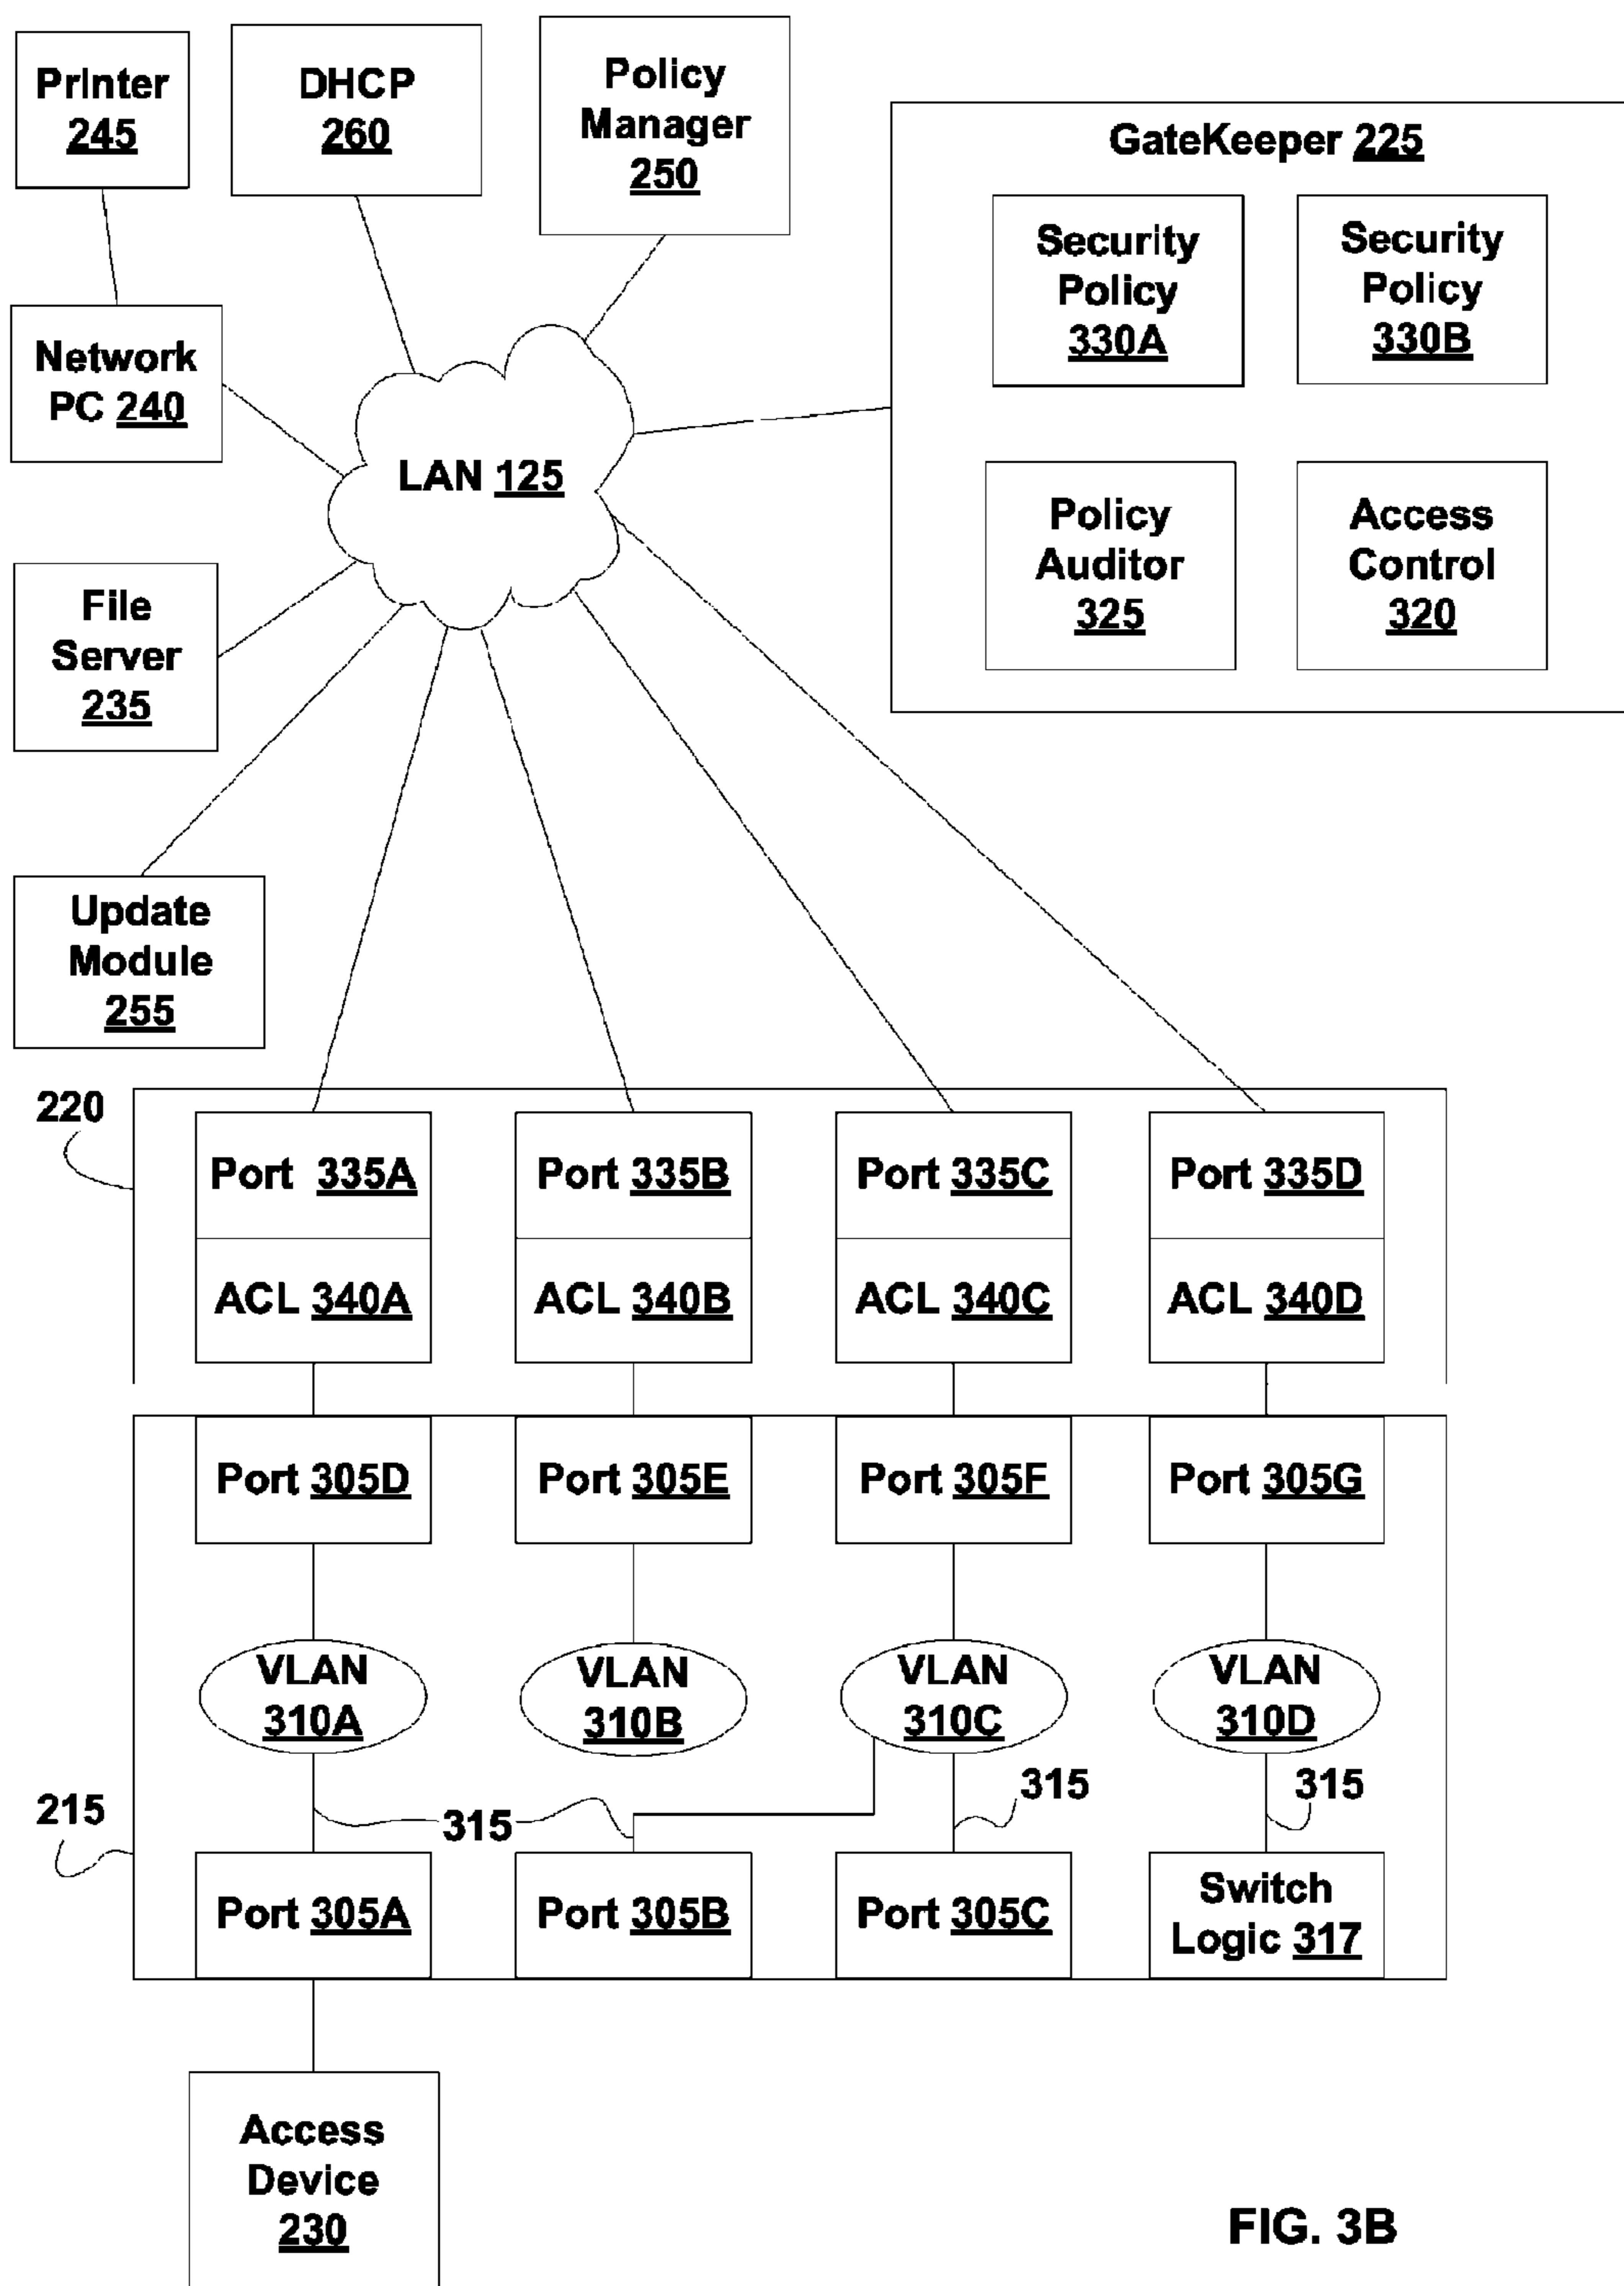 Printer
245
DHCP
260
Policy
Manager
250
GateKeeper 225
Security
Policy
330A
Security
Policy
330B
Network
PC 240
LAN 125
Policy
Auditor
325
Access
Control
320
File
Server
235
Update
Module
255
220
Port 335A
Port 335B
Port 335C
Port 335D
ACL 340A
ACL 340B
ACL 340C
ACL 340D
Port 305D
Port 305E
Port 305F
Port 305G
VLAN
310A
VLAN
310B
VLAN
310C
VLAN
310D
215
315
315
315
Port 305A
Port 305B
Port 305C
Switch
Logic 317
Access
Device
230
FIG. 3B